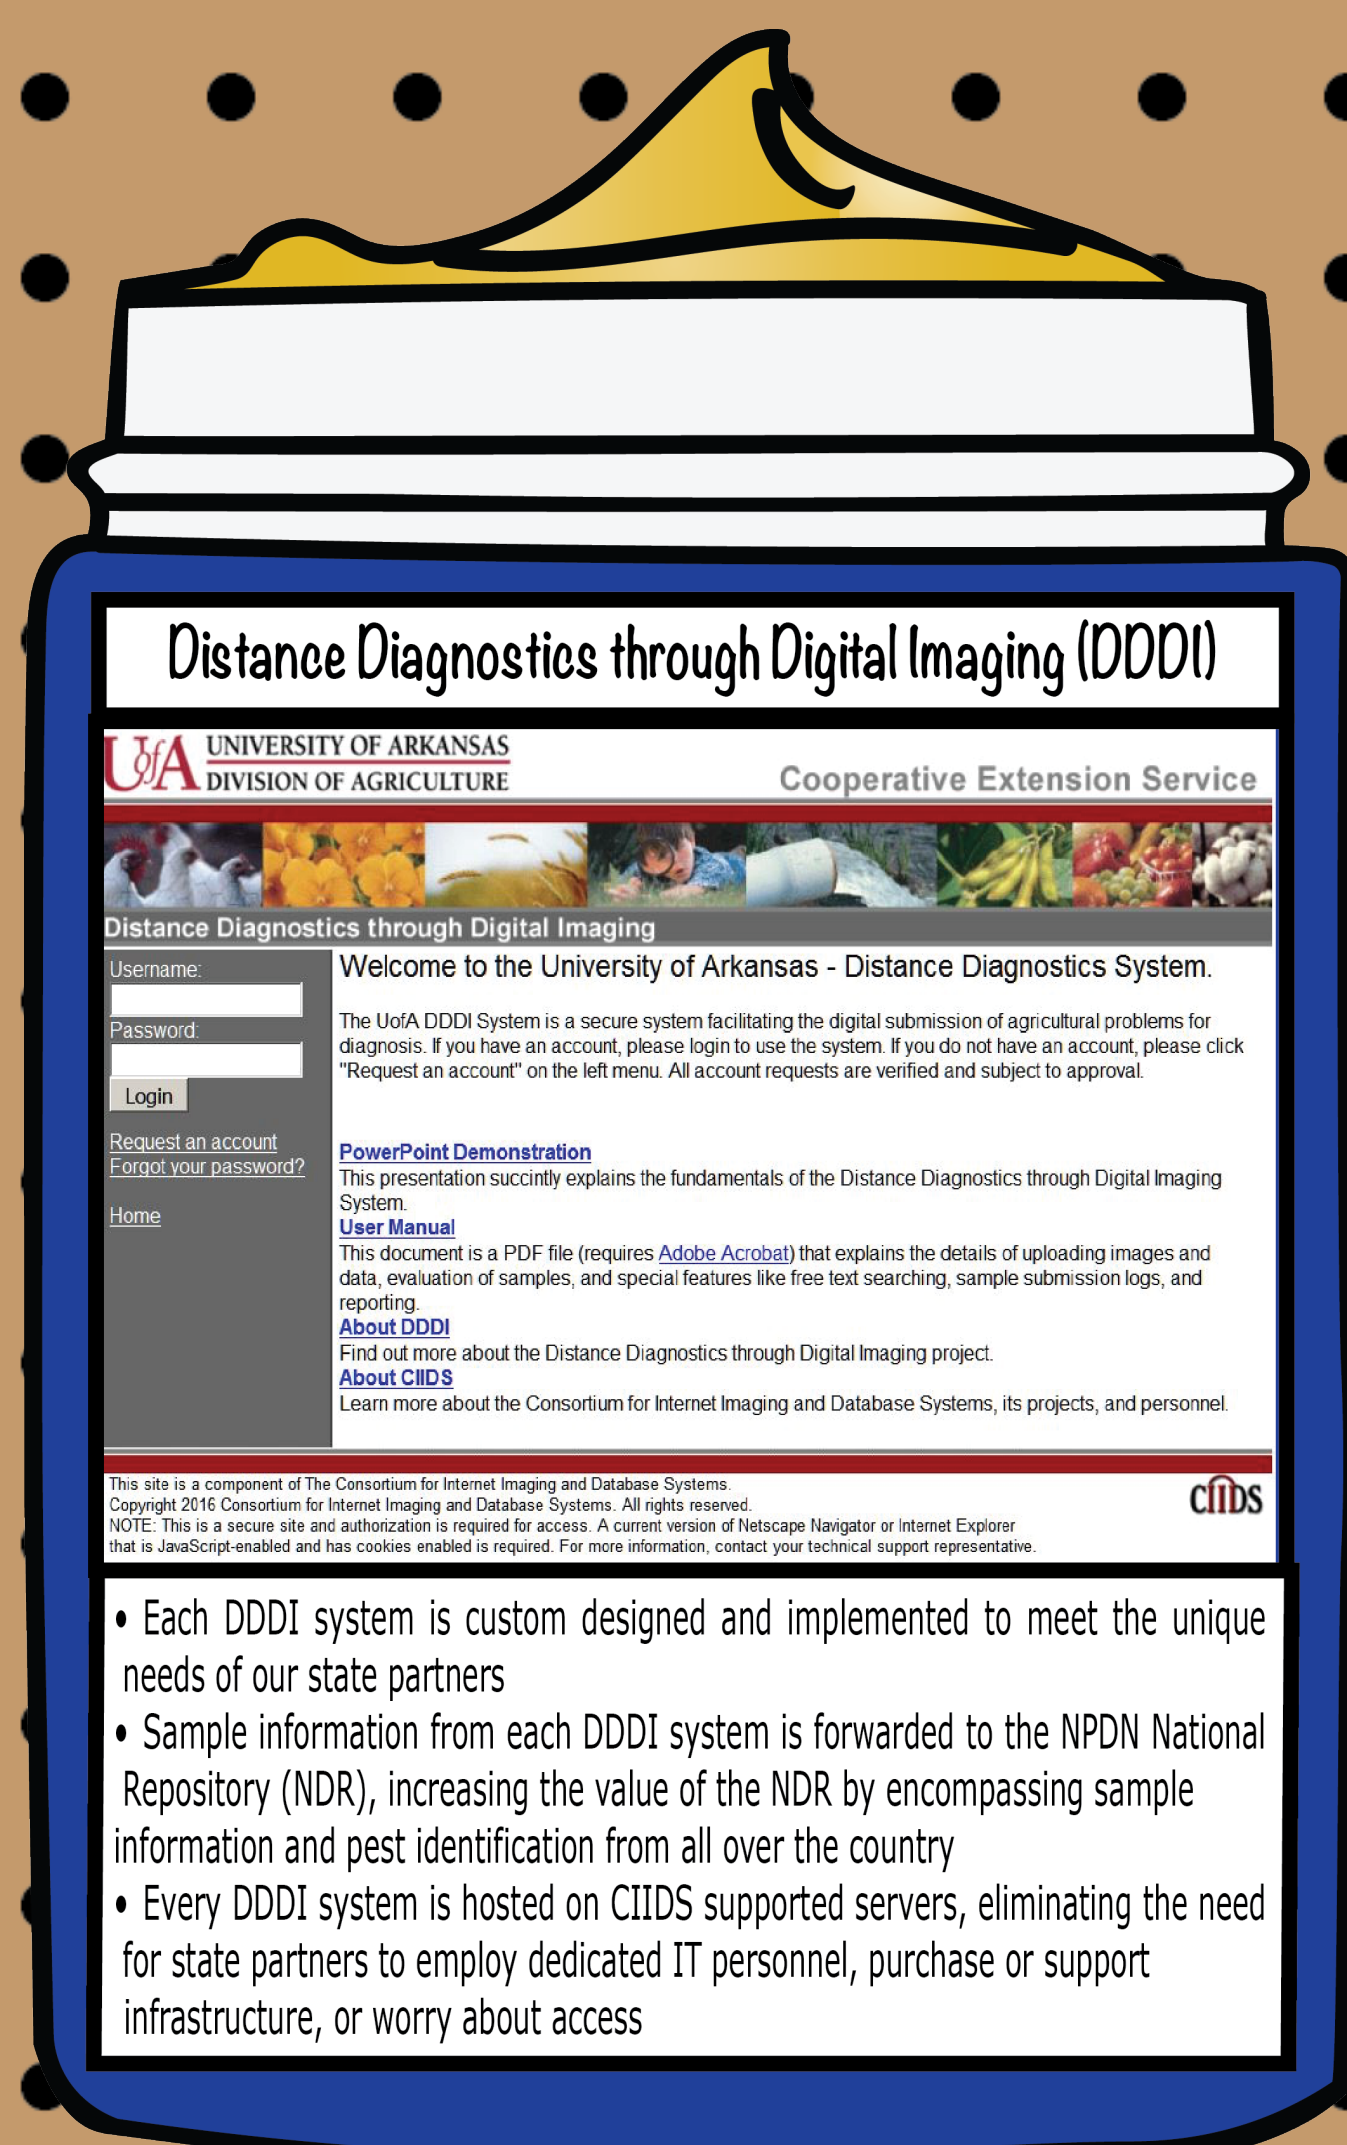 Distance Diagnostics through Digital Imaging (DDDI)
UofA UNIVERSITY OF ARKANSAS
DIVISION OF AGRICULTURE
Cooperative Extension Service
Distance Diagnostics through Digital Imaging
Username:
Password:
Login
Request an account
Forgot your password?
Home
Welcome to the University of Arkansas - Distance Diagnostics System.
The UofA DDDI System is a secure system facilitating the digital submission of agricultural problems for
diagnosis. If you have an account, please login to use the system. If you do not have an account, please click
"Request an account" on the left menu. All account requests are verified and subject to approval.
PowerPoint Demonstration
This presentation succintly explains the fundamentals of the Distance Diagnostics through Digital Imaging
System.
User Manual
This document is a PDF file (requires Adobe Acrobat) that explains the details of uploading images and
data, evaluation of samples, and special features like free text searching, sample submission logs, and
reporting.
About DDDI
Find out more about the Distance Diagnostics through Digital Imaging project.
About CIIDS
Learn more about the Consortium for Internet Imaging and Database Systems, its projects, and personnel.
This site is a component of The Consortium for Internet Imaging and Database Systems.
Copyright 2016 Consortium for Internet Imaging and Database Systems. All rights reserved.
NOTE: This is a secure site and authorization is required for access. A current version of Netscape Navigator or Internet Explorer
that is JavaScript-enabled and has cookies enabled is required. For more information, contact your technical support representative.
CIIDS
• Each DDDI system is custom designed and implemented to meet the unique
needs of our state partners
• Sample information from each DDDI system is forwarded to the NPDN National
Repository (NDR), increasing the value of the NDR by encompassing sample
information and pest identification from all over the country
• Every DDDI system is hosted on CIIDS supported servers, eliminating the need
for state partners to employ dedicated IT personnel, purchase or support
infrastructure, or worry about access